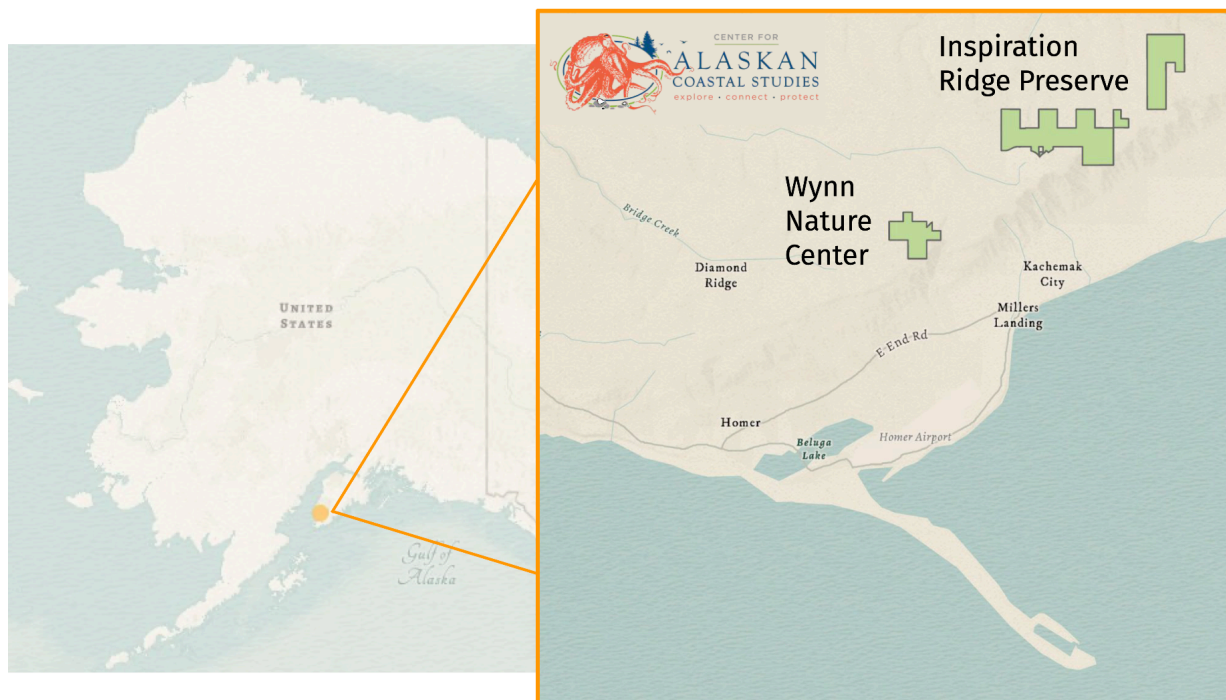 UNITED
STATES
Gulf of
Alaska
CENTER FOR
ALASKAN
COASTAL STUDIES
explore • connect • protect
Inspiration
Ridge Preserve
Wynn
Nature
Center
Bridge Creek
Diamond
Ridge
Kachemak
City
Millers
Landing
E End Rd
Homer
Beluga
Lake
Homer Airport